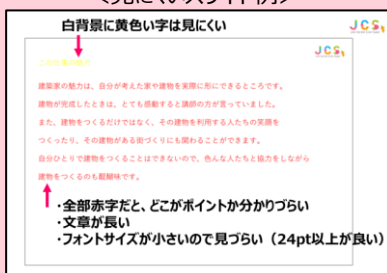 <見にくいスライド例>
白背景に黄色い字は見にくい
JCS
JCS
建築家の魅力は、自分が考えた家や建物を実際に形にできるところです。
建物が完成したときは、とても感動すると講師の方が言っていました。
また、建物をつくるだけではなく、その建物を利用する人たちの笑顔を
つくったり、その建物がある街づくりにも関わることができます。
自分ひとりで建物をつくることはできないので、色んな人たちと協力をしながら
建物をつくるのも醍醐味です。
・全部赤字だと、どこがポイントか分かりづらい
・文章が長い
・フォントサイズが小さいので見づらい（24pt以上が良い）